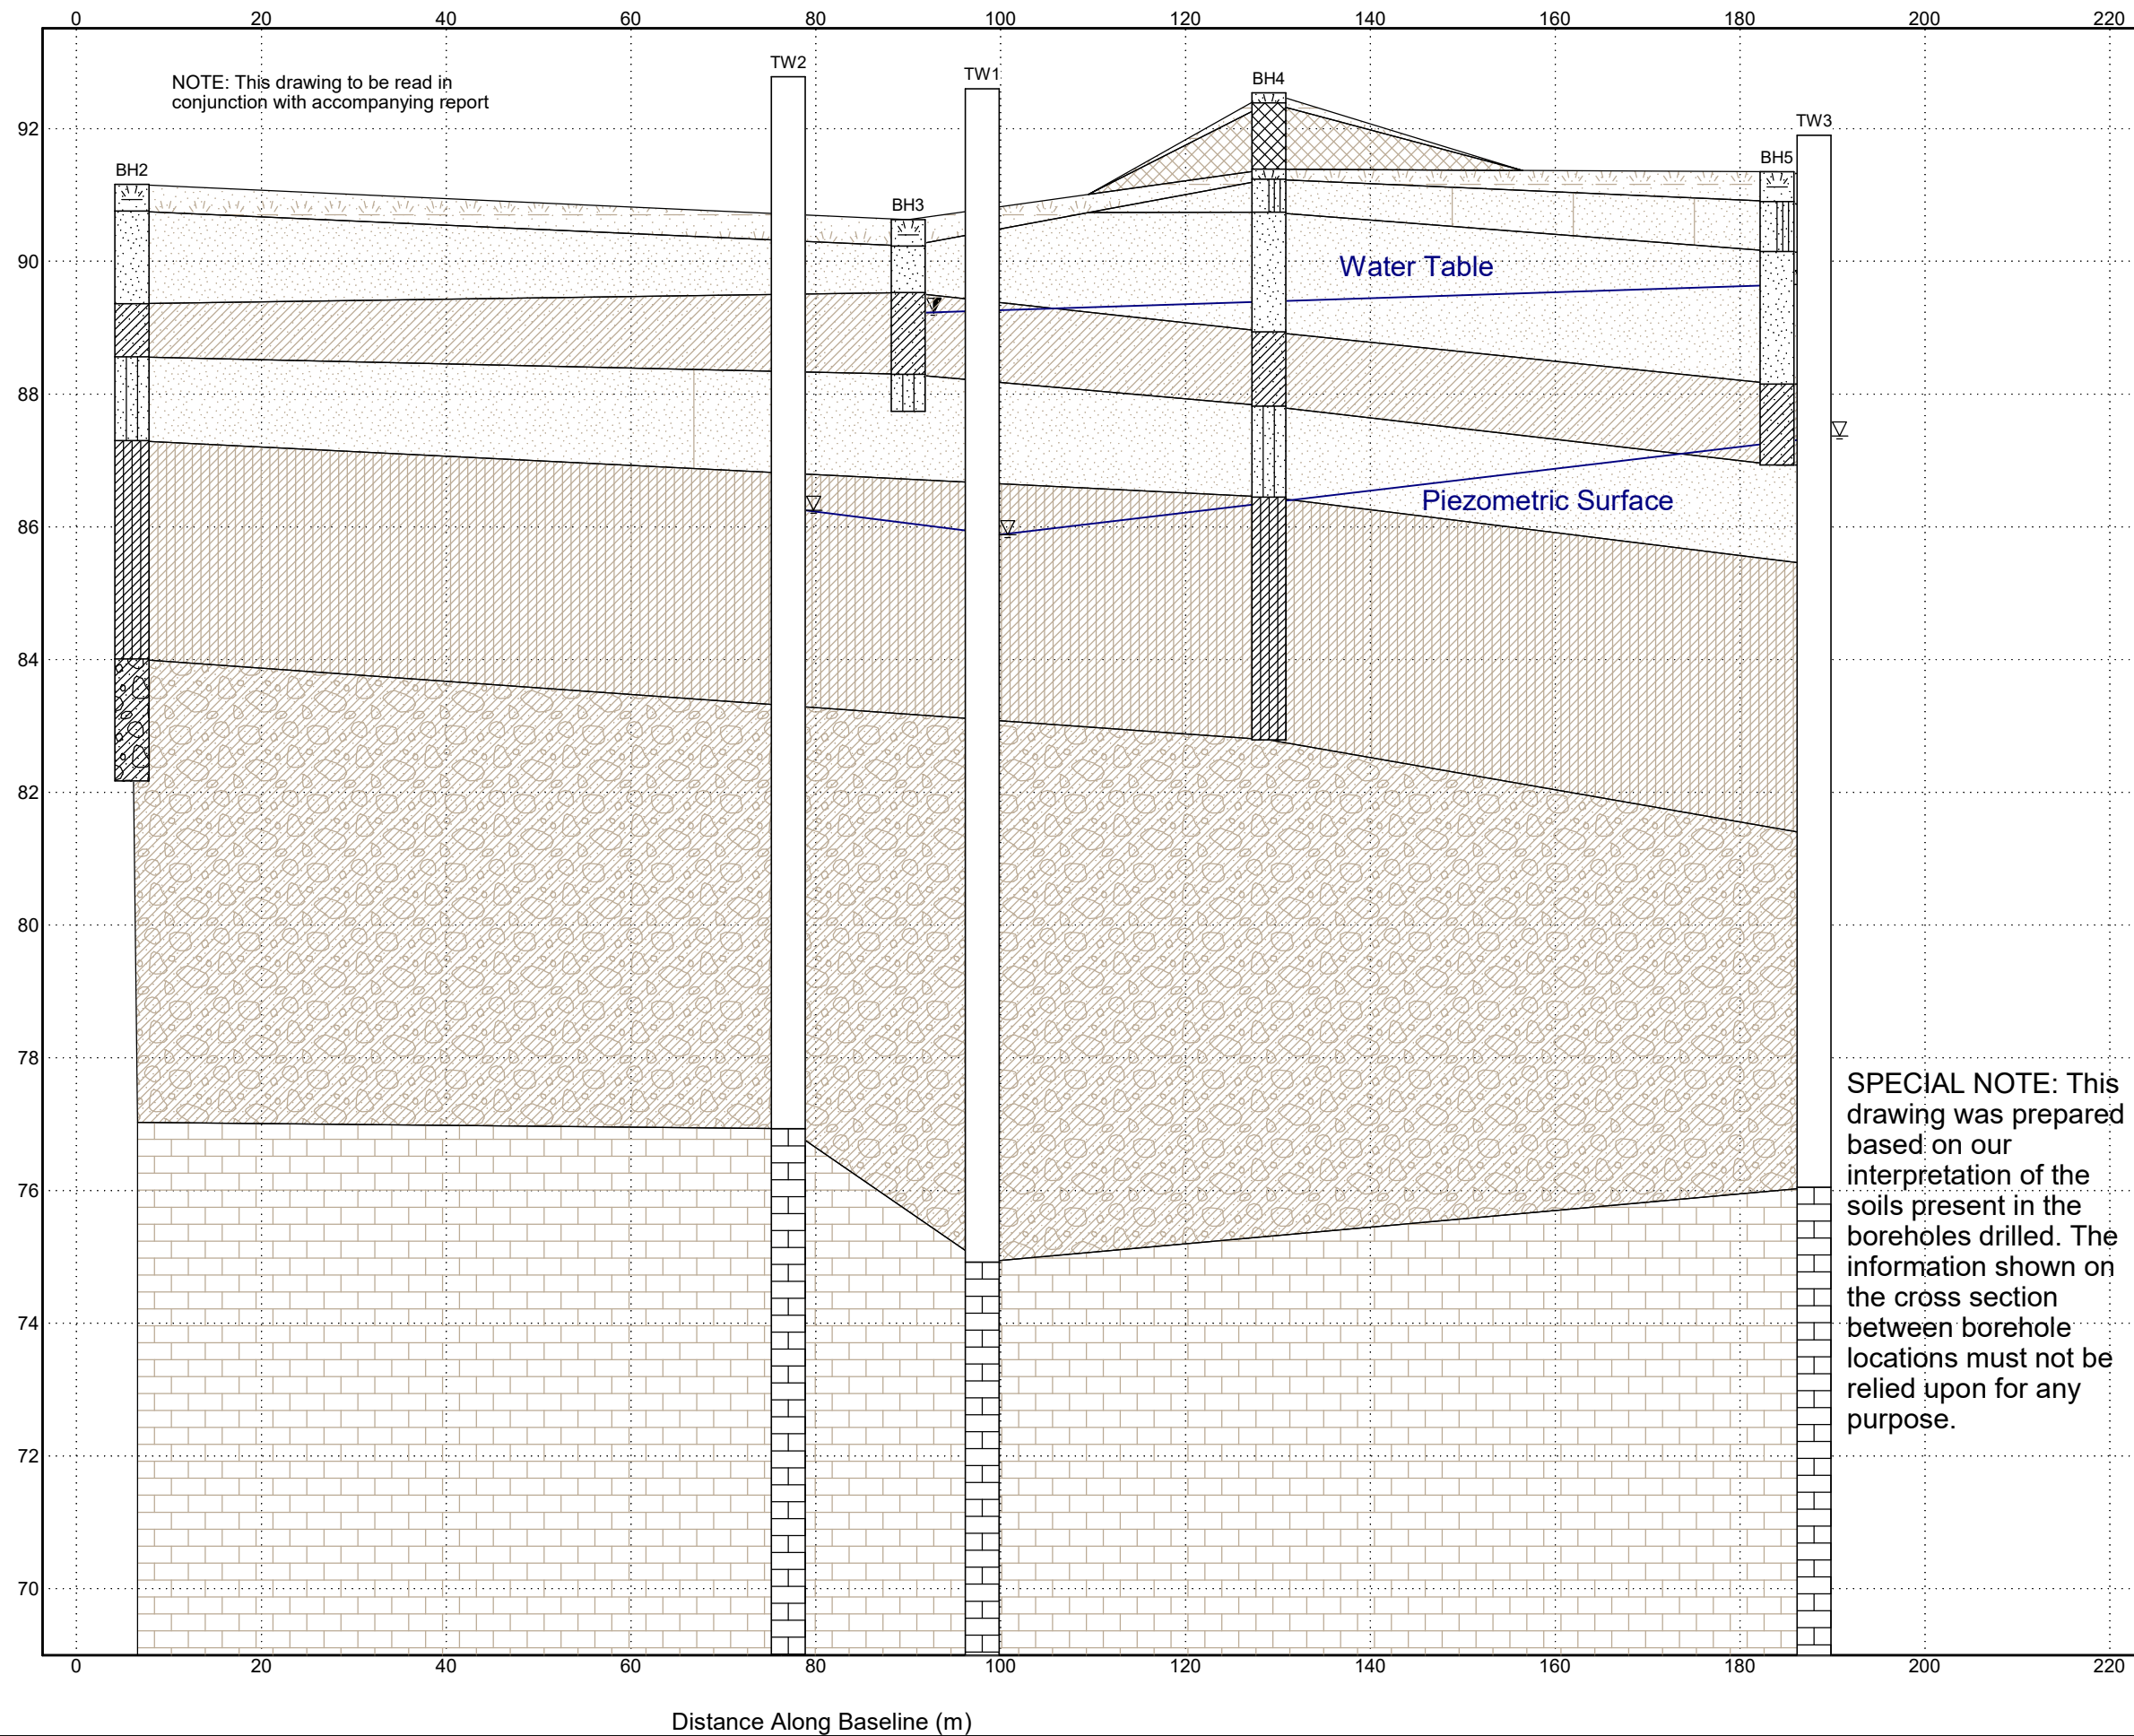 0 20 40 60 80 100 120 140 160 180 200 220
TW2
TW1
BH4
NOTE: This drawing to be read in
conjunction with accompanying report
TW3
92
BH5
BH2
BH3
90
Water Table
88
Piezometric Surface
86
84
82
80
78
SPECIAL NOTE: This
drawing was prepared
based on our
interpretation of the
soils present in the
boreholes drilled. The
information shown on
the cross section
between borehole
locations must not be
relied upon for any
purpose.
76
74
72
70
0 20 40 60 80 100 120 140 160 180 200 220
Distance Along Baseline (m)